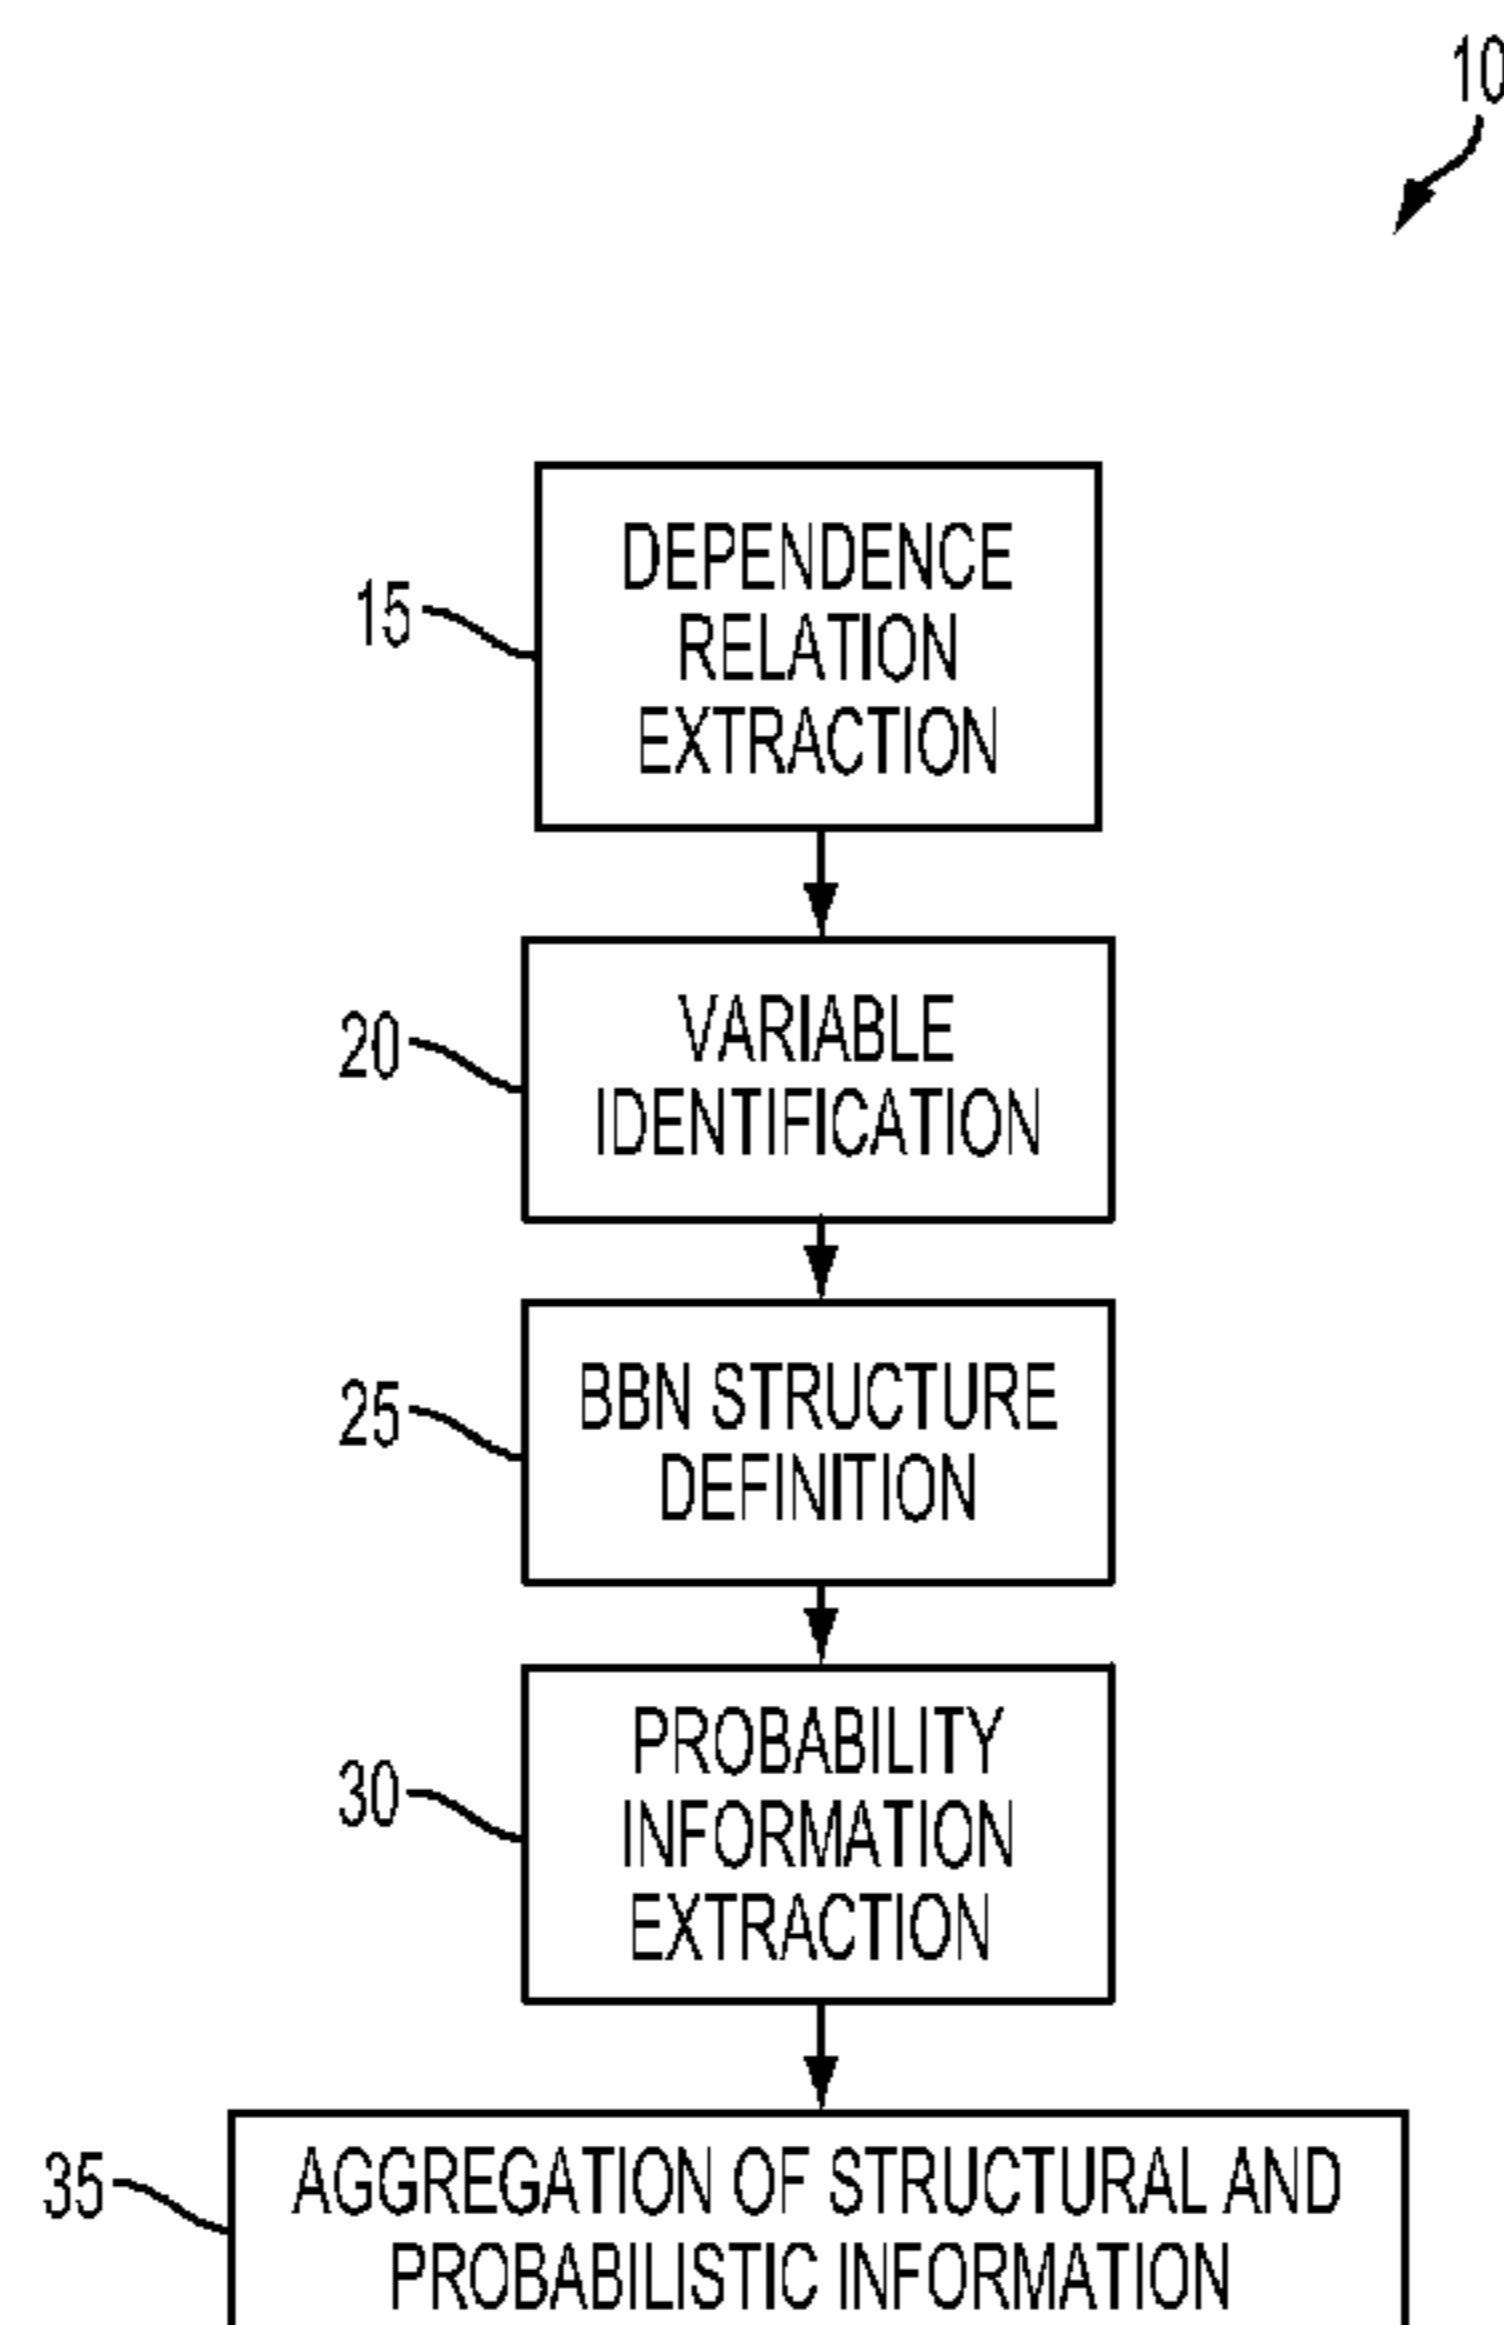 10
DEPENDENCE
RELATION
EXTRACTION
15
VARIABLE
IDENTIFICATION
20
BBN STRUCTURE
DEFINITION
25
PROBABILITY
INFORMATION
EXTRACTION
30
AGGREGATION OF STRUCTURAL AND
PROBABILISTIC INFORMATION
35